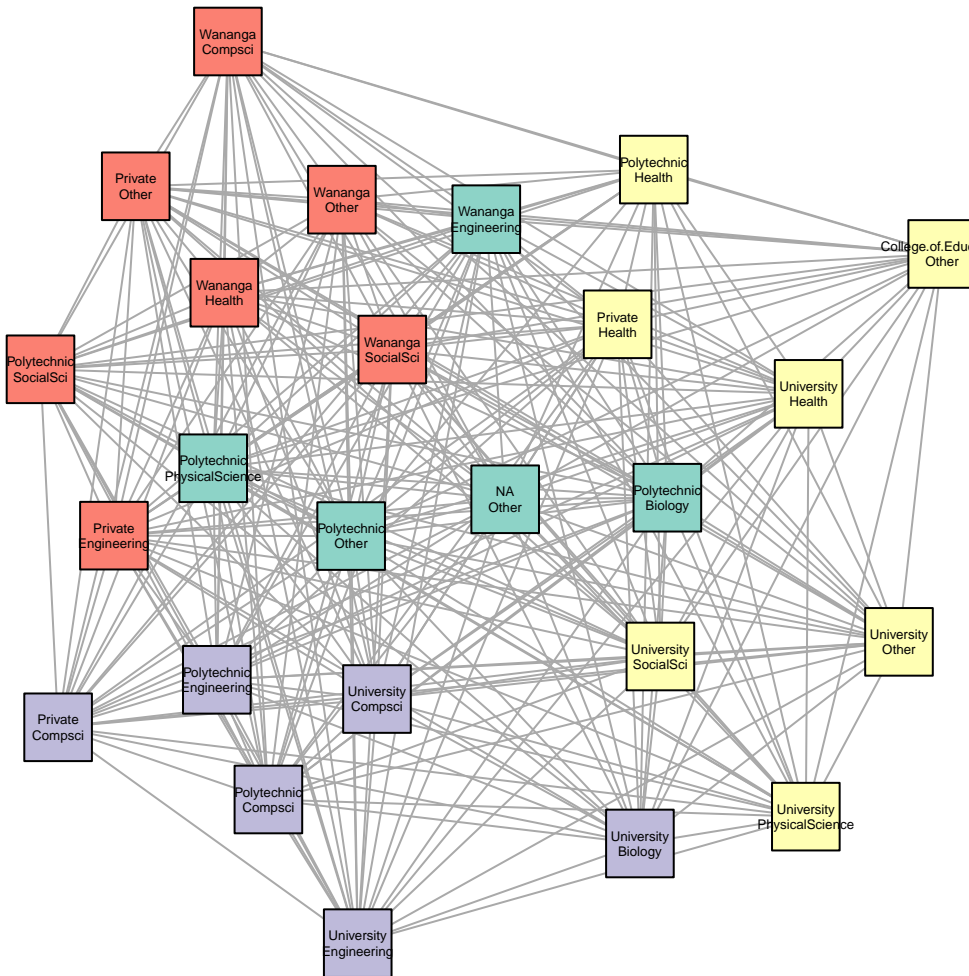 Wananga
Compsci
Polytechnic
Health
Private
Other
Wananga
Other
Wananga
Engineering
College.of.Educ
Other
Wananga
Health
Private
Health
Wananga
SocialSci
Polytechnic
SocialSci
University
Health
Polytechnic
PhysicalScience
NA
Other
Polytechnic
Biology
Private
Engineering
Polytechnic
Other
University
SocialSci
University
Other
Polytechnic
Engineering
University
Compsci
Private
Compsci
Polytechnic
Compsci
University
PhysicalScience
University
Biology
University
Engineering